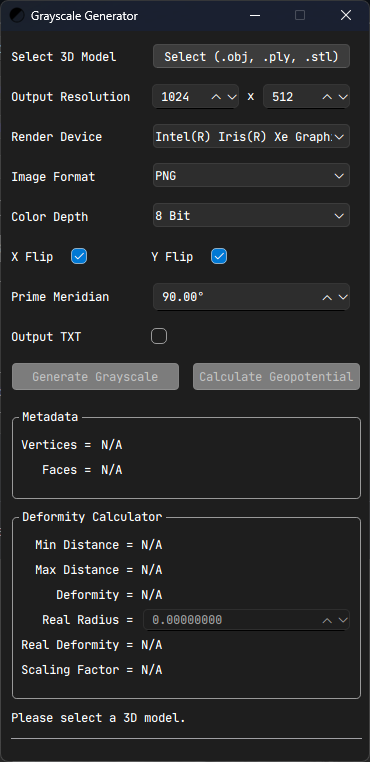 Grayscale Generator
Select 3D Model Select (.obj, .ply, .stl)
Output Resolution 1024 x 512
Render Device Intel(R) Iris(R) Xe Graph
Image Format PNG
Color Depth 8 Bit
X Flip Y Flip
Prime Meridian 90.00°
Output TXT
Generate Grayscale Calculate Geopotential
Metadata
Vertices = N/A
Faces = N/A
Deformity Calculator
Min Distance = N/A
Max Distance = N/A
Deformity = N/A
Real Radius = 0.00000000
Real Deformity = N/A
Scaling Factor = N/A
Please select a 3D model.